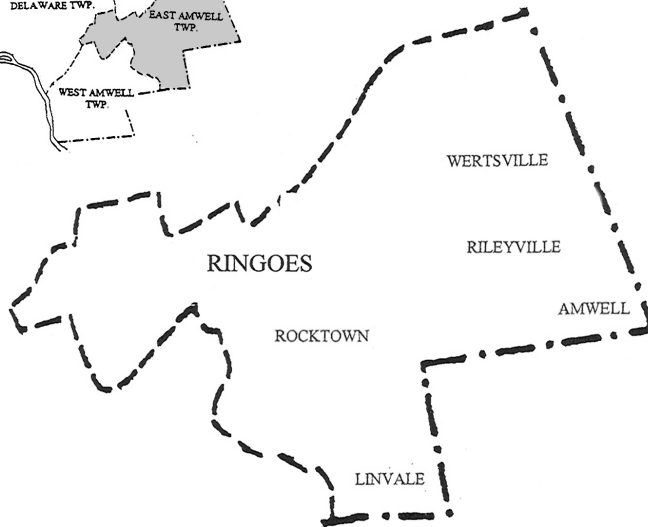 DELAWARE TWP.
EAST AMWELL
TWP.
WEST AMWELL
TWP.
WERTSVILLE
RILEYVILLE
RINGOES
AMWELL
ROCKTOWN
LINVALE